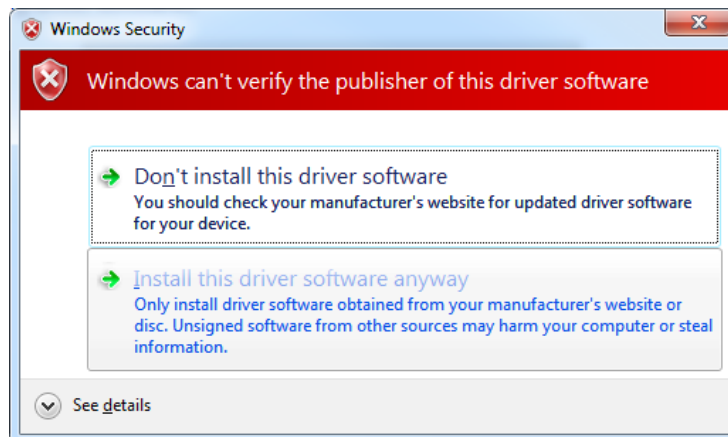 Windows Security
Windows can't verify the publisher of this driver software
Don't install this driver software
You should check your manufacturer's website for updated driver software
for your device.
Install this driver software anyway
Only install driver software obtained from your manufacturer's website or
disc. Unsigned software from other sources may harm your computer or steal
information.
See details